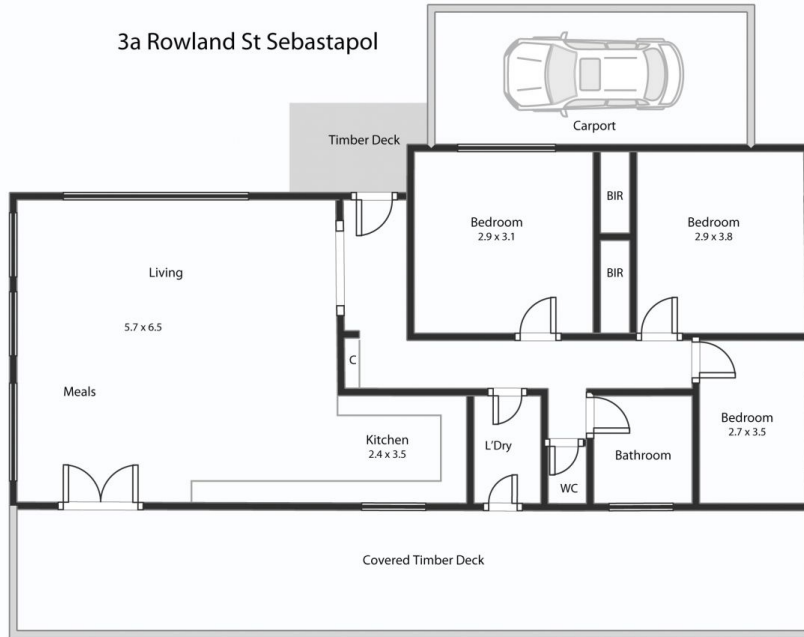 3a Rowland St Sebastapol
Carport
Timber Deck
BIR
Bedroom
2.9 x 3.1
Bedroom
2.9 x 3.8
BIR
Living
5.7 x 6.5
C
Meals
Kitchen
2.4 x 3.5
L'Dry
WC
Bathroom
Bedroom
2.7 x 3.5
Covered Timber Deck